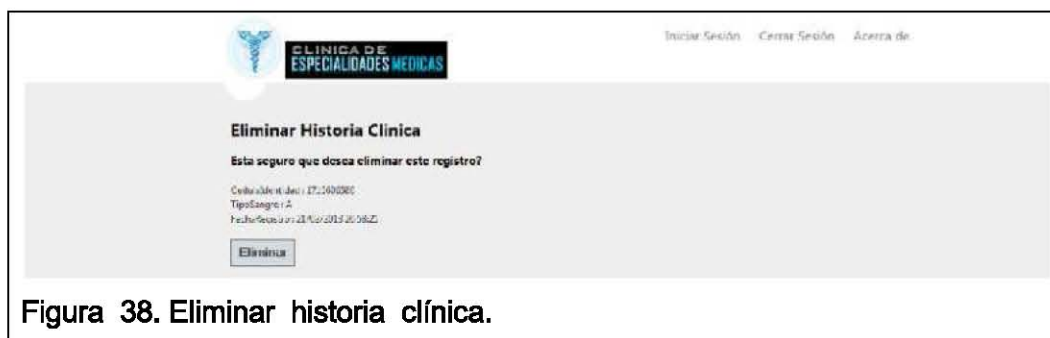 Iniciar Sesión Cerrar Sesión Acerca de
CLINICA DE
ESPECIALIDADES MEDICAS
Eliminar Historia Clinica
Esta seguro que desea eliminar este registro?
TipoSangre : A
Eliminar
Figura 38. Eliminar historia clínica.